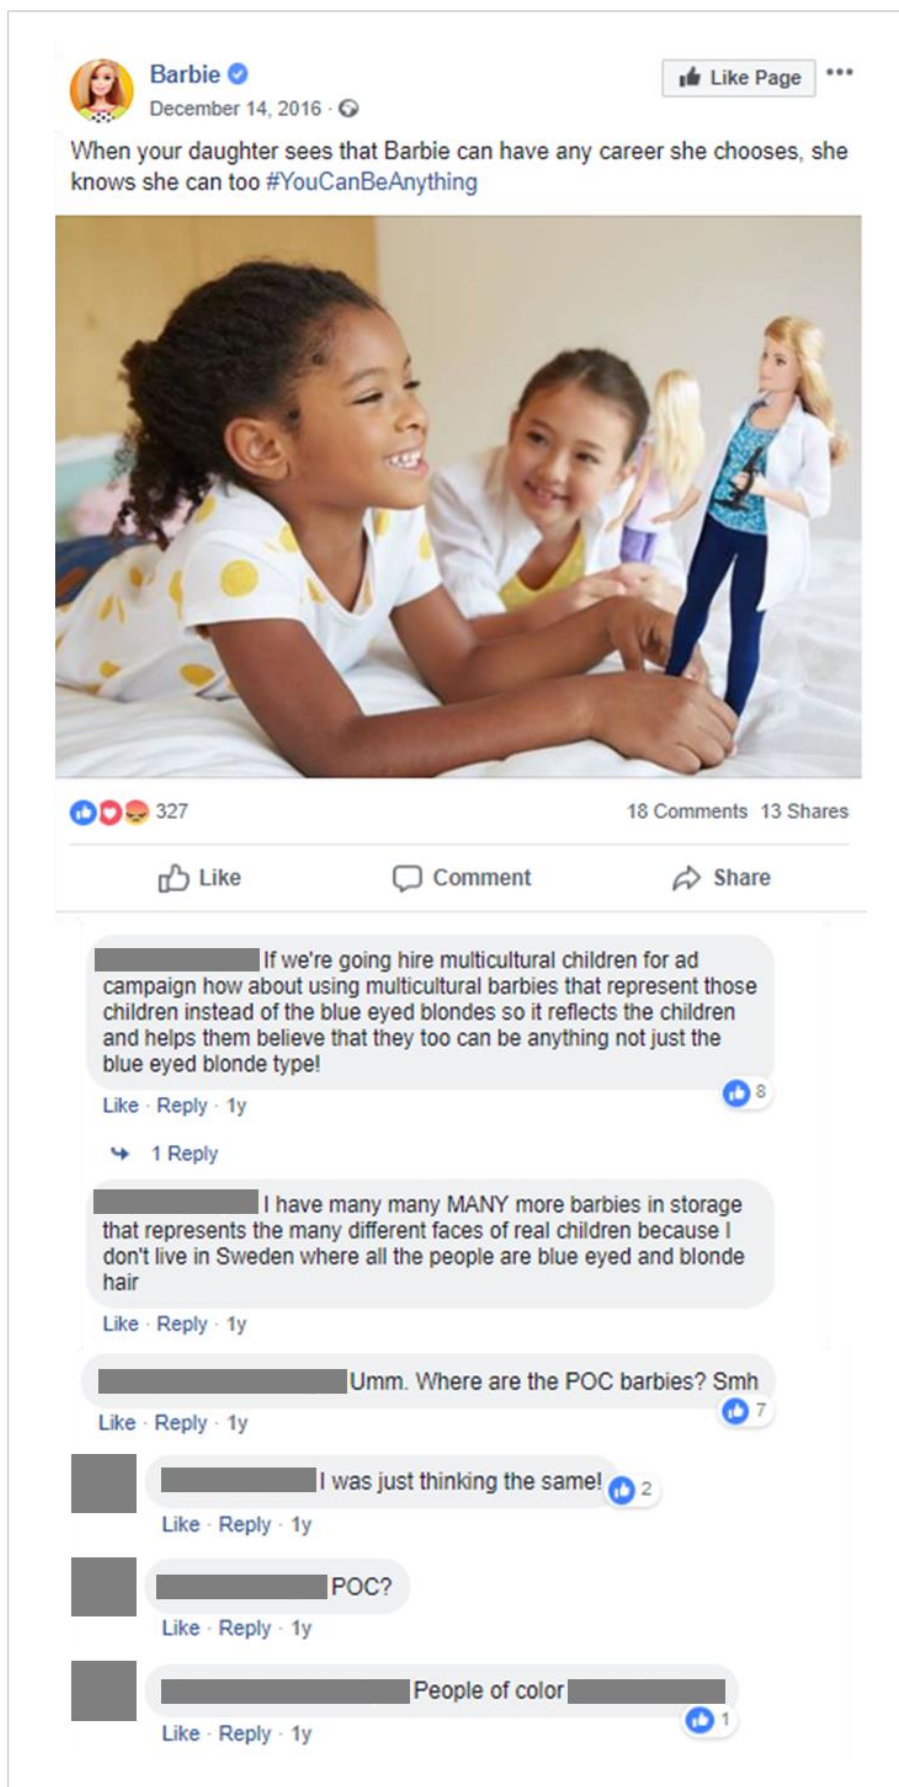 Barbie
Like Page
December 14, 2016
When your daughter sees that Barbie can have any career she chooses, she
knows she can too #YouCanBeAnything
327
18 Comments 13 Shares
Like
Comment
Share
If we're going hire multicultural children for ad
campaign how about using multicultural barbies that represent those
children instead of the blue eyed blondes so it reflects the children
and helps them believe that they too can be anything not just the
blue eyed blonde type!
8
Like · Reply · 1y
1 Reply
I have many many MANY more barbies in storage
that represents the many different faces of real children because I
don't live in Sweden where all the people are blue eyed and blonde
hair
Like · Reply · 1y
Umm. Where are the POC barbies? Smh
7
Like · Reply · 1y
I was just thinking the same!
2
Like · Reply · 1y
POC?
Like · Reply · 1y
People of color
1
Like · Reply · 1y